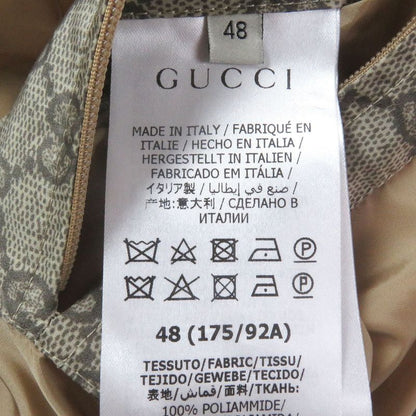 48
GUCCI
MADE IN ITALY / FABRIQUÉ EN
ITALIE / HECHO EN ITALIA /
HERGESTELLT IN ITALIEN /
FABRICADO EM ITÁLIA /
イタリア製 / صنع في إيطاليا /
产地:意大利 / СДЕЛАНО В
ИТАЛИИ
48 (175/92A)
TESSUTO/FABRIC/TISSU/
TEJIDO/GEWEBE/TECIDO/
表地/قماش/面料/ТКАНЬ:
100% POLIAMMIDE/